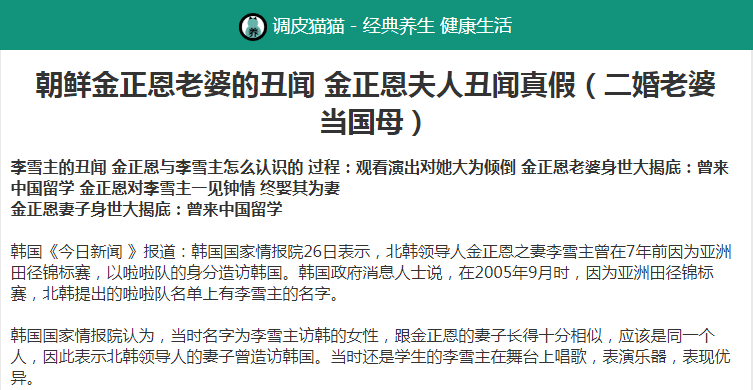 调皮猫猫 - 经典养生 健康生活
朝鲜金正恩老婆的丑闻 金正恩夫人丑闻真假（二婚老婆
当国母）
李雪主的丑闻 金正恩与李雪主怎么认识的 过程：观看演出对她大为倾倒 金正恩老婆身世大揭底：曾来
中国留学 金正恩对李雪主一见钟情 终娶其为妻
金正恩妻子身世大揭底：曾来中国留学
韩国《今日新闻 》报道：韩国国家情报院26日表示，北韩领导人金正恩之妻李雪主曾在7年前因为亚洲
田径锦标赛，以啦啦队的身分造访韩国。韩国政府消息人士说，在2005年9月时，因为亚洲田径锦标
赛，北韩提出的啦啦队名单上有李雪主的名字。
韩国国家情报院认为，当时名字为李雪主访韩的女性，跟金正恩的妻子长得十分相似，应该是同一个
人，因此表示北韩领导人的妻子曾造访韩国。当时还是学生的李雪主在舞台上唱歌，表演乐器，表现优
异。